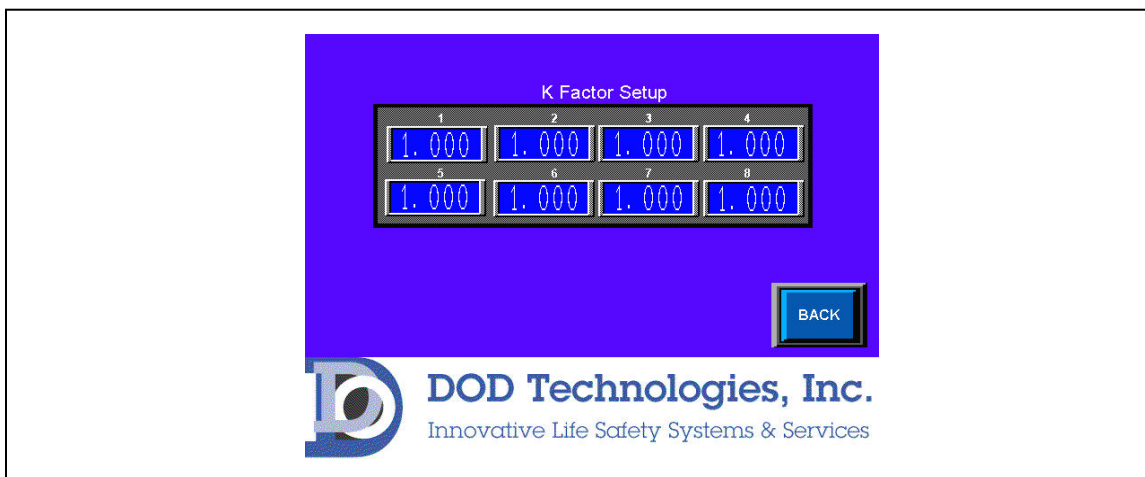 K Factor Setup
1 2 3 4
1.000 1.000 1.000 1.000
5 6 7 8
1.000 1.000 1.000 1.000
BACK
DOD Technologies, Inc.
Innovative Life Safety Systems & Services